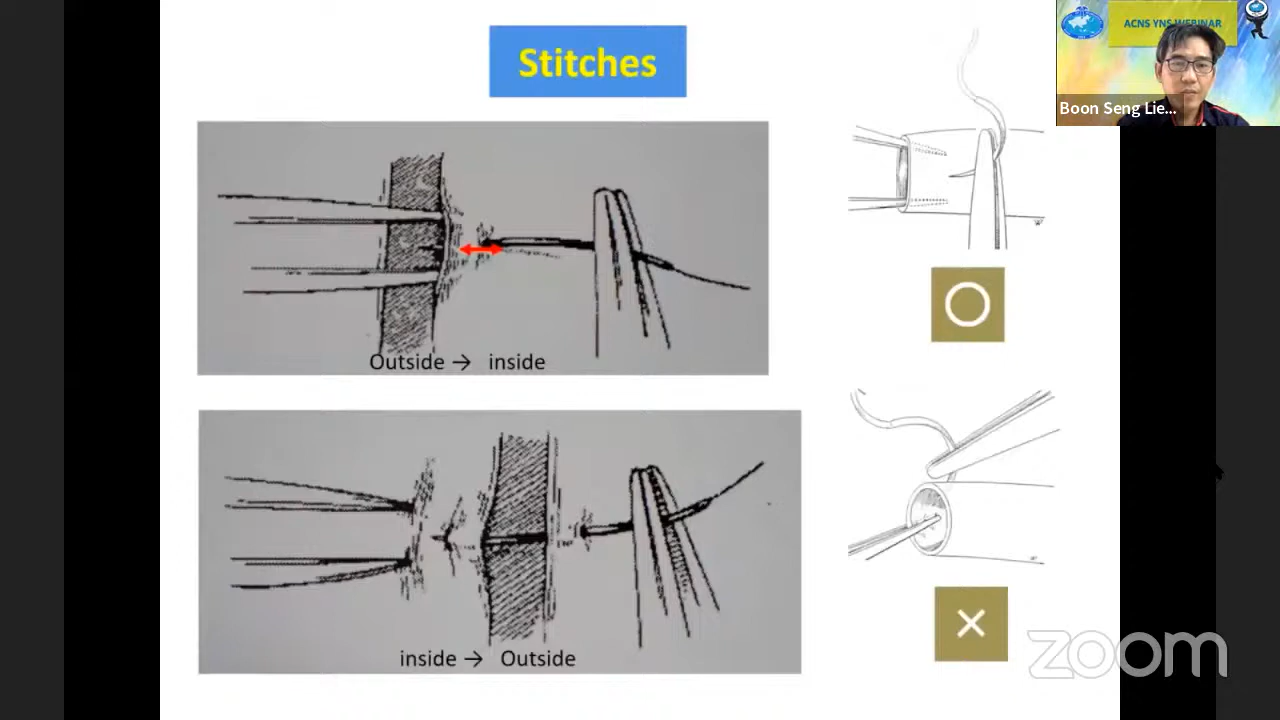 Stitches
ACNS YNS WEBINAR
Boon Seng Lie...
Outside → inside
inside → Outside
zoom